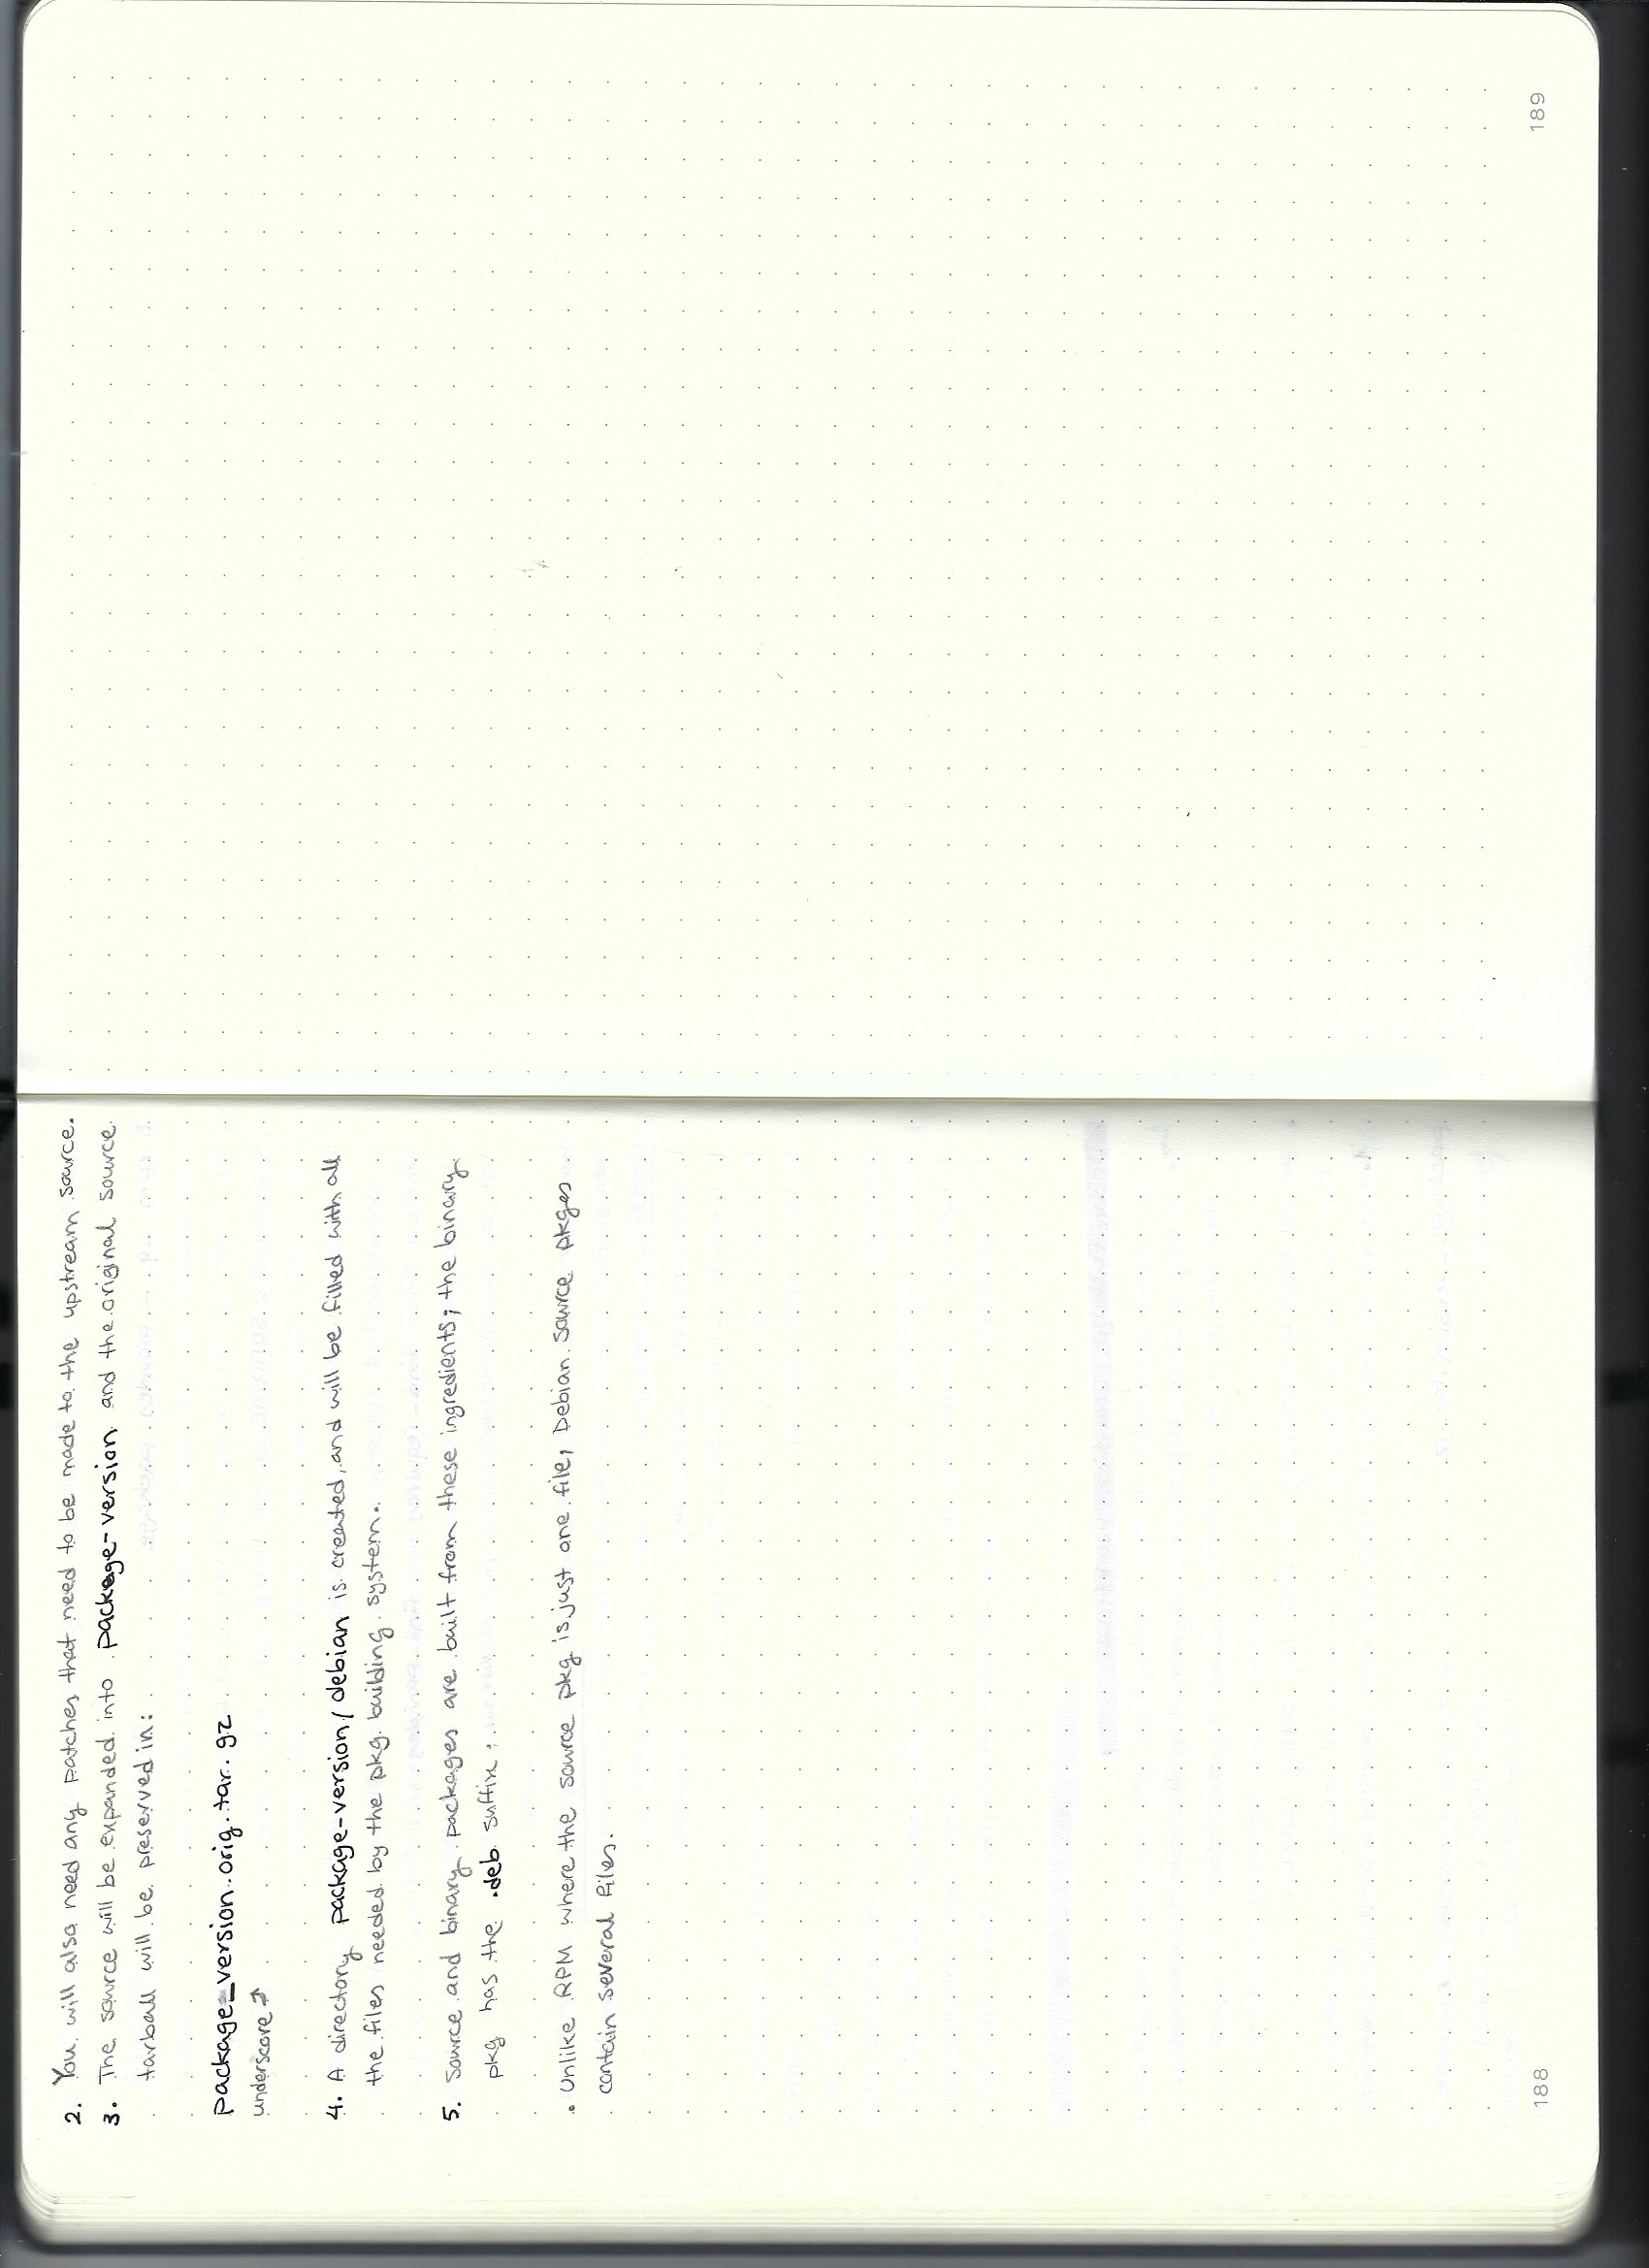 2. You will also need any patches that need to be made to the upstream source.
3. The source will be expanded into package-version and the original source
tarball will be preserved in:
package_version.orig.tar.gz
underscore
4. A directory package-version/debian is created, and will be filled with all
the files needed by the pkg building system.
5. Source and binary packages are built from these ingredients; the binary
pkg has the .deb suffix.
• Unlike RPM where the source pkg is just one file, Debian source pkges
contain several files.
188
189